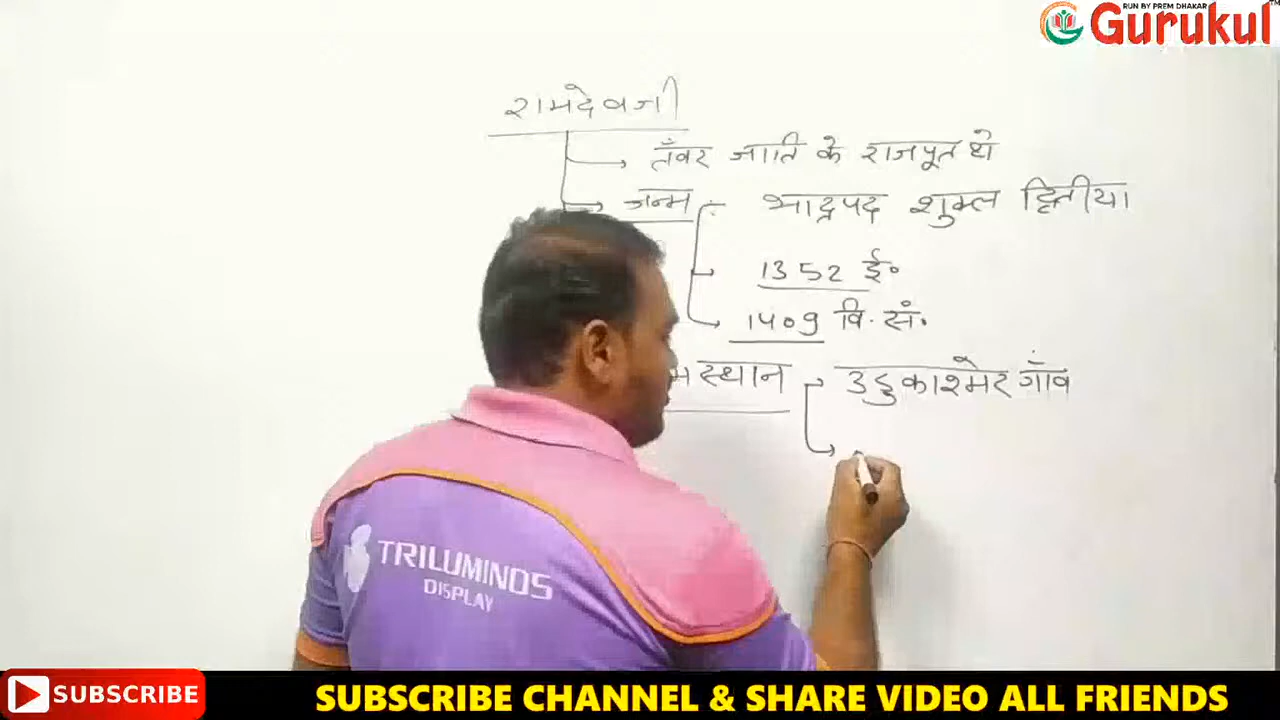 RUN BY PREM DHAKAR
Gurukul
रामदेवजी
तँवर जाति के राजपूत थे
जन्म भाद्रपद शुक्ल द्वितीया
1352 ई०
1409 वि. सं.
स्थान उडुकाश्मेर गाँव
TRILUMINOS
DISPLAY
SUBSCRIBE
SUBSCRIBE CHANNEL & SHARE VIDEO ALL FRIENDS